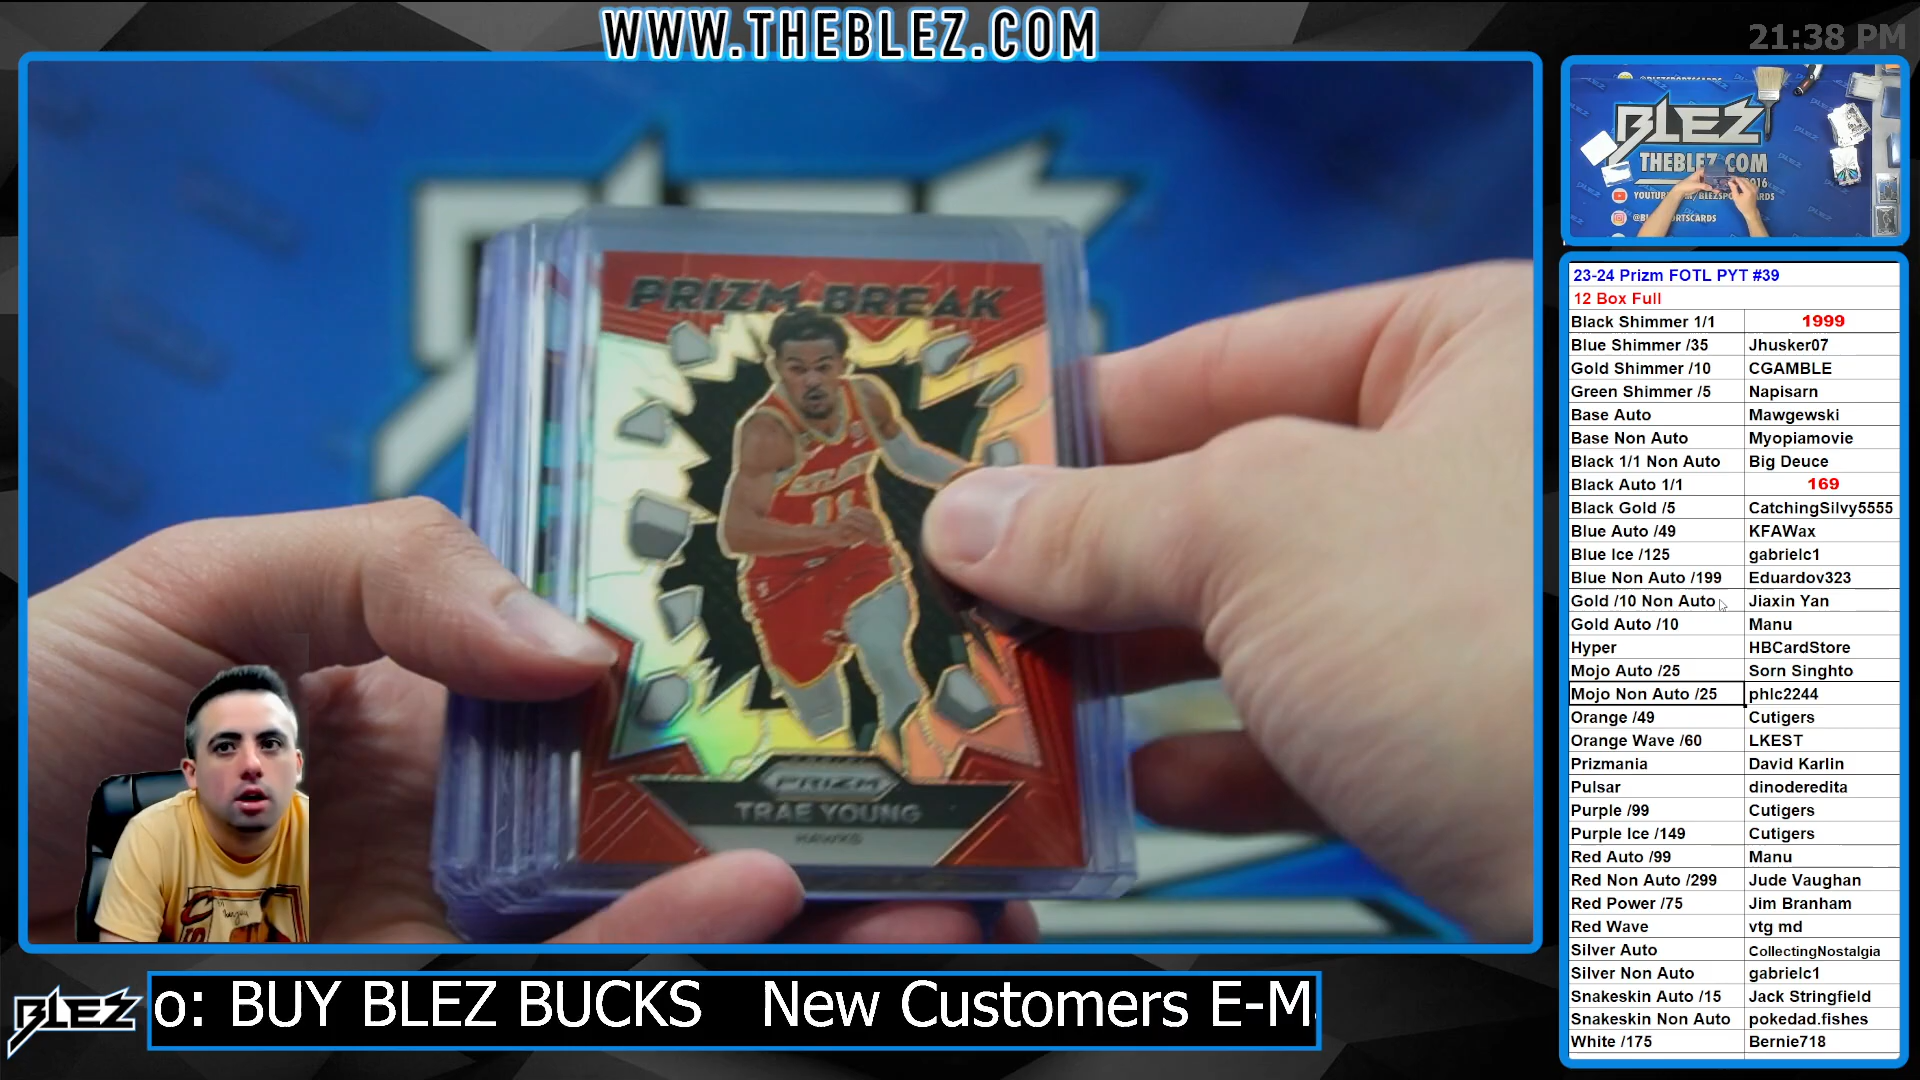 WWW.THEBLEZ.COM
21:38 PM
BLEZ
THEBLEZ.COM
PRIZM BREAK
PRIZM
TRAE YOUNG
HAWKS
23-24 Prizm FOTL PYT #39
12 Box Full
Black Shimmer 1/1 1999
Blue Shimmer /35 Jhusker07
Gold Shimmer /10 CGAMBLE
Green Shimmer /5 Napisarn
Base Auto Mawgewski
Base Non Auto Myopiamovie
Black 1/1 Non Auto Big Deuce
Black Auto 1/1 169
Black Gold /5 CatchingSilvy5555
Blue Auto /49 KFAWax
Blue Ice /125 gabrielc1
Blue Non Auto /199 Eduardov323
Gold /10 Non Auto Jiaxin Yan
Gold Auto /10 Manu
Hyper HBCardStore
Mojo Auto /25 Sorn Singhto
Mojo Non Auto /25 phlc2244
Orange /49 Cutigers
Orange Wave /60 LKEST
Prizmania David Karlin
Pulsar dinoderedita
Purple /99 Cutigers
Purple Ice /149 Cutigers
Red Auto /99 Manu
Red Non Auto /299 Jude Vaughan
Red Power /75 Jim Branham
Red Wave vtg md
Silver Auto CollectingNostalgia
Silver Non Auto gabrielc1
Snakeskin Auto /15 Jack Stringfield
Snakeskin Non Auto pokedad.fishes
White /175 Bernie718
BLEZ
o: BUY BLEZ BUCKS New Customers E-M